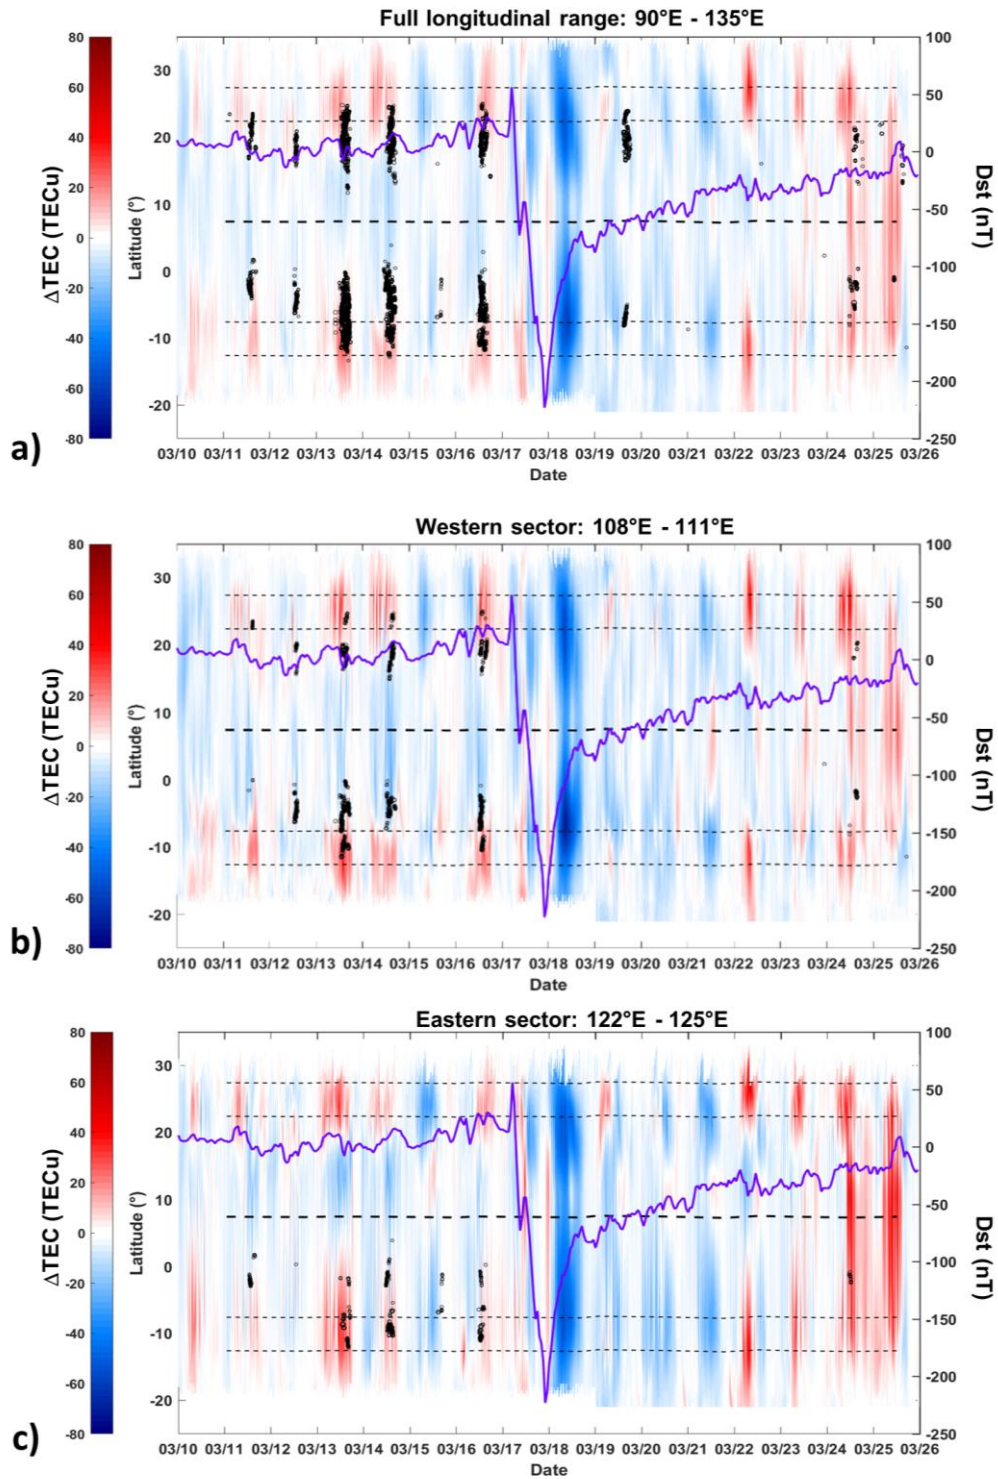 Full longitudinal range: 90°E - 135°E
80 60 40 20 0 -20 -40 -60 -80
ΔTEC (TECu)
30 20 10 0 -10 -20
Latitude (°)
100 50 0 -50 -100 -150 -200 -250
Dst (nT)
03/10 03/11 03/12 03/13 03/14 03/15 03/16 03/17 03/18 03/19 03/20 03/21 03/22 03/23 03/24 03/25 03/26
Date
a)
Western sector: 108°E - 111°E
80 60 40 20 0 -20 -40 -60 -80
ΔTEC (TECu)
30 20 10 0 -10 -20
Latitude (°)
100 50 0 -50 -100 -150 -200 -250
Dst (nT)
03/10 03/11 03/12 03/13 03/14 03/15 03/16 03/17 03/18 03/19 03/20 03/21 03/22 03/23 03/24 03/25 03/26
Date
b)
Eastern sector: 122°E - 125°E
80 60 40 20 0 -20 -40 -60 -80
ΔTEC (TECu)
30 20 10 0 -10 -20
Latitude (°)
100 50 0 -50 -100 -150 -200 -250
Dst (nT)
03/10 03/11 03/12 03/13 03/14 03/15 03/16 03/17 03/18 03/19 03/20 03/21 03/22 03/23 03/24 03/25 03/26
Date
c)